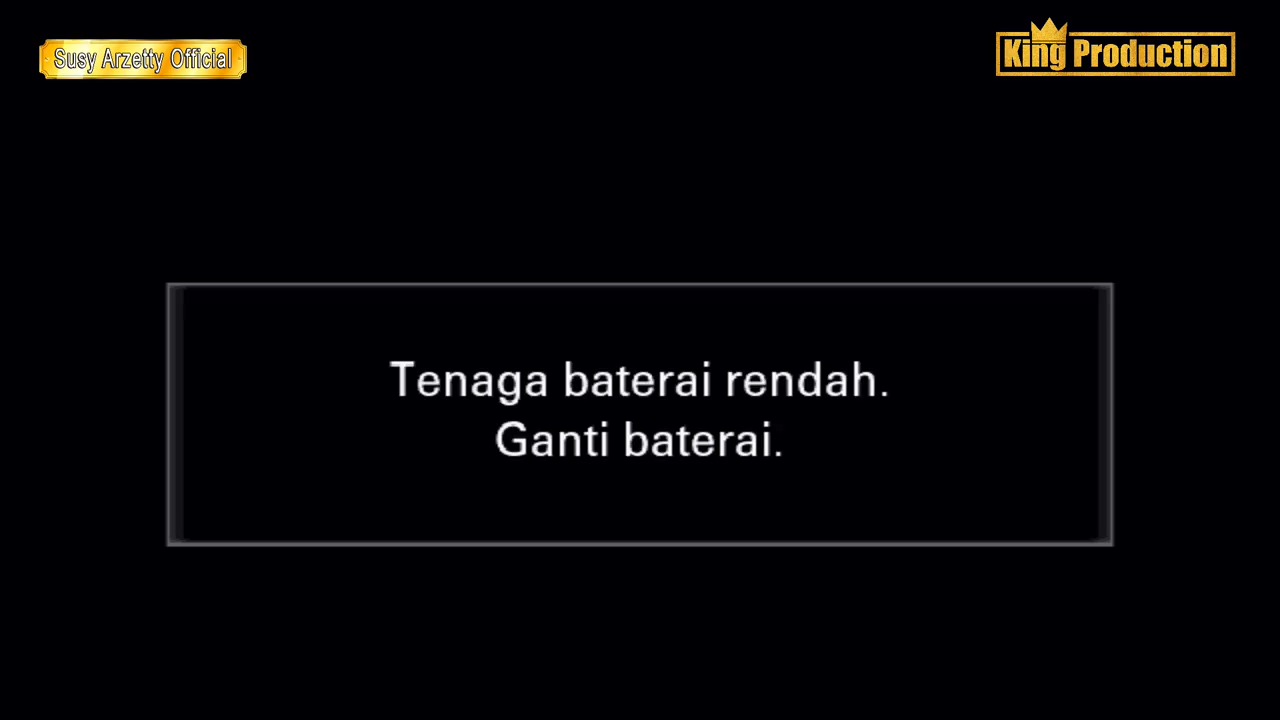 Susy Arzetty Official
King Production
Tenaga baterai rendah.
Ganti baterai.